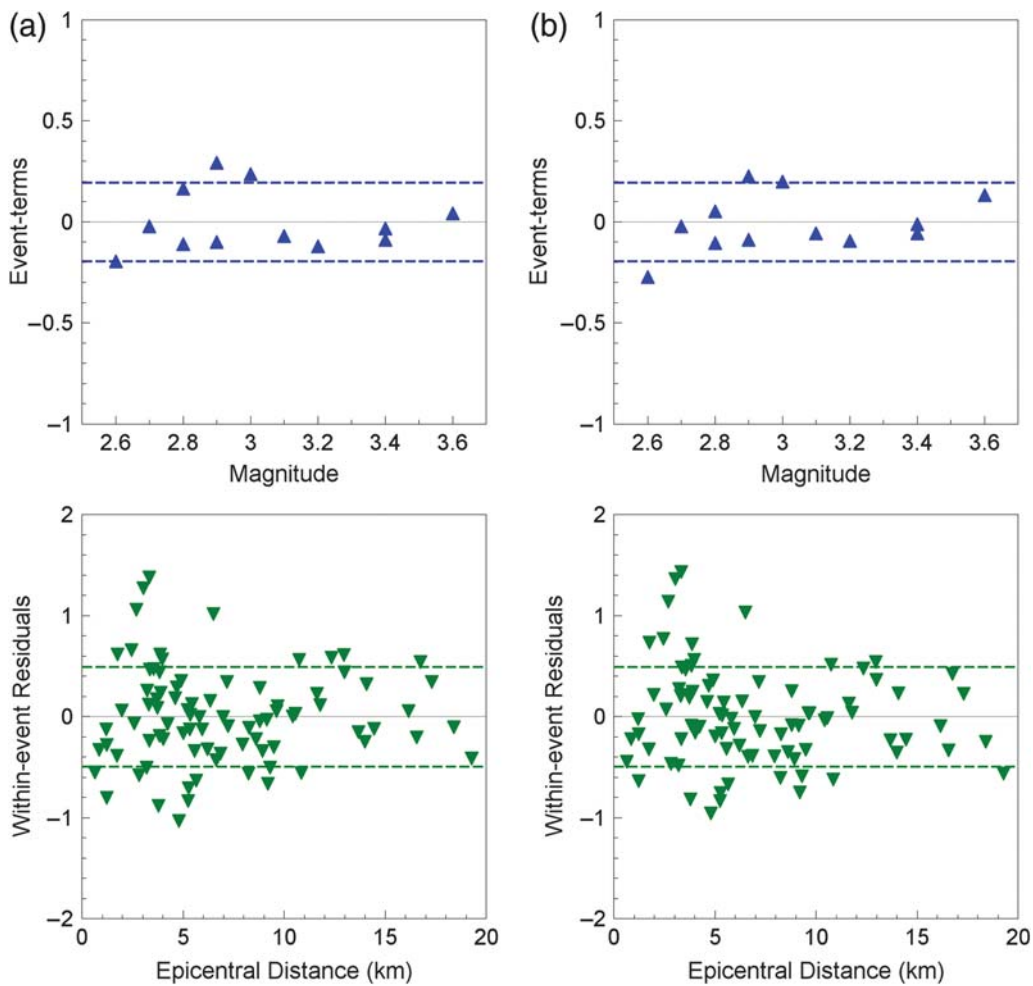 (a)
1
0.5
0
–0.5
–1
Event-terms
2.6 2.8 3 3.2 3.4 3.6
Magnitude
(b)
1
0.5
0
–0.5
–1
Event-terms
2.6 2.8 3 3.2 3.4 3.6
Magnitude
2
1
0
–1
–2
Within-event Residuals
0 5 10 15 20
Epicentral Distance (km)
2
1
0
–1
–2
Within-event Residuals
0 5 10 15 20
Epicentral Distance (km)